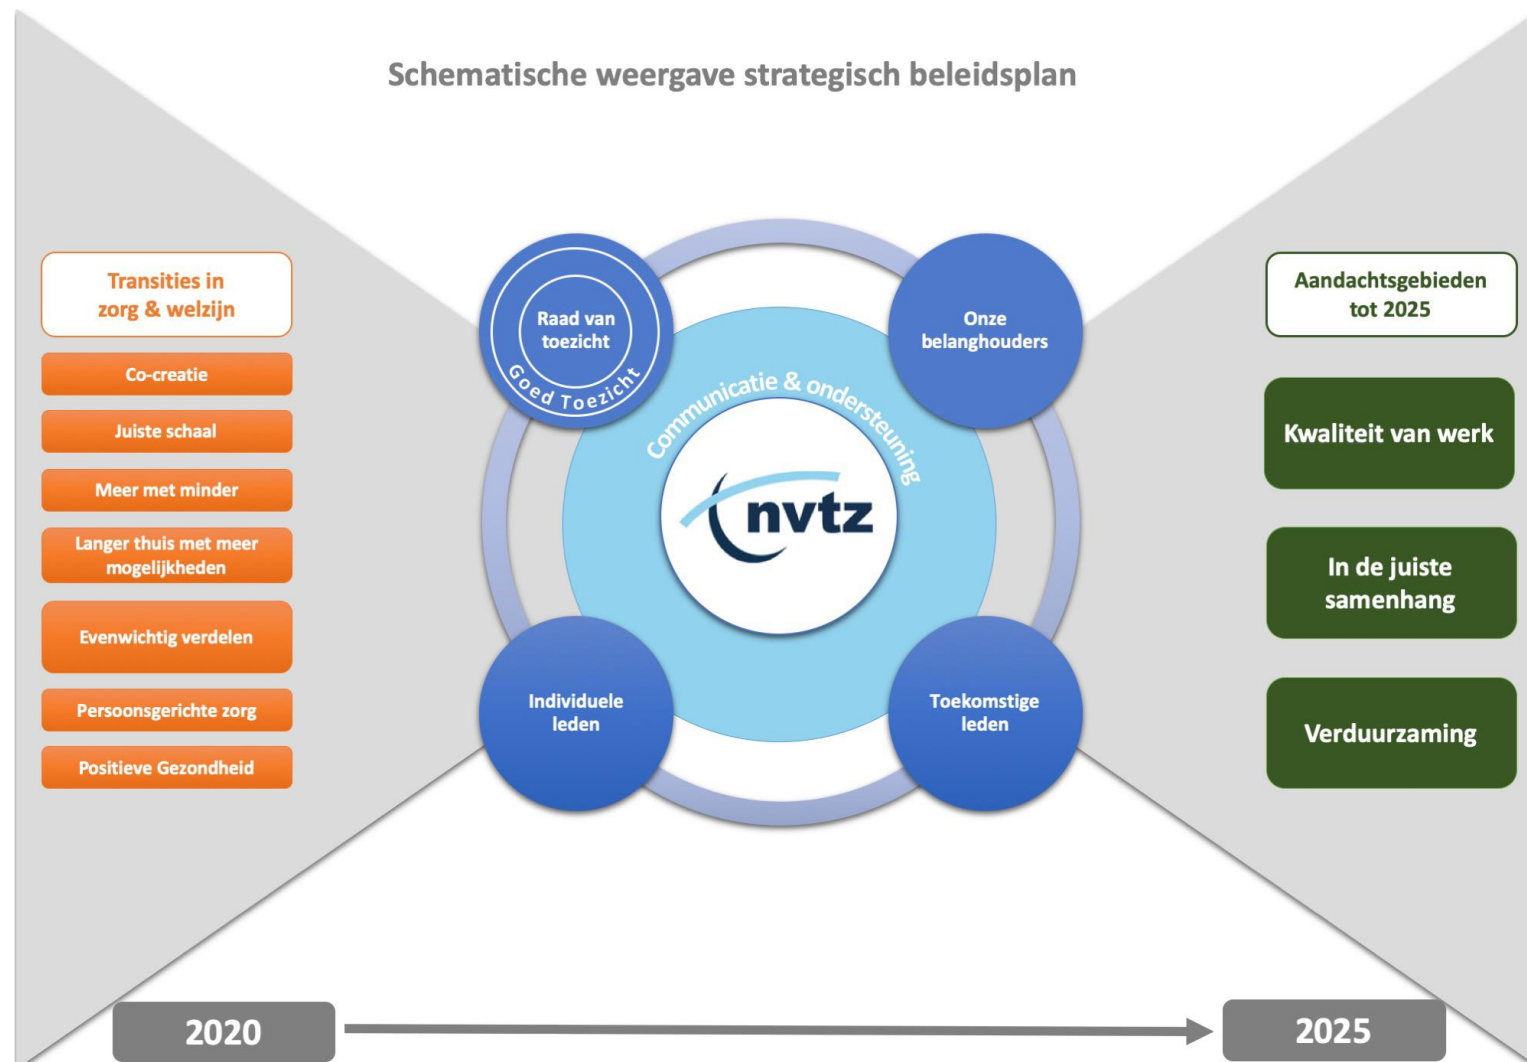 Schematische weergave strategisch beleidsplan
Transities in
zorg & welzijn
Co-creatie
Juiste schaal
Meer met minder
Langer thuis met meer
mogelijkheden
Evenwichtig verdelen
Persoonsgerichte zorg
Positieve Gezondheid
Raad van
toezicht
Goed Toezicht
Onze
belanghouders
Communicatie & ondersteuning
nvtz
Individuele
leden
Toekomstige
leden
Aandachtsgebieden
tot 2025
Kwaliteit van werk
In de juiste
samenhang
Verduurzaming
2020
2025